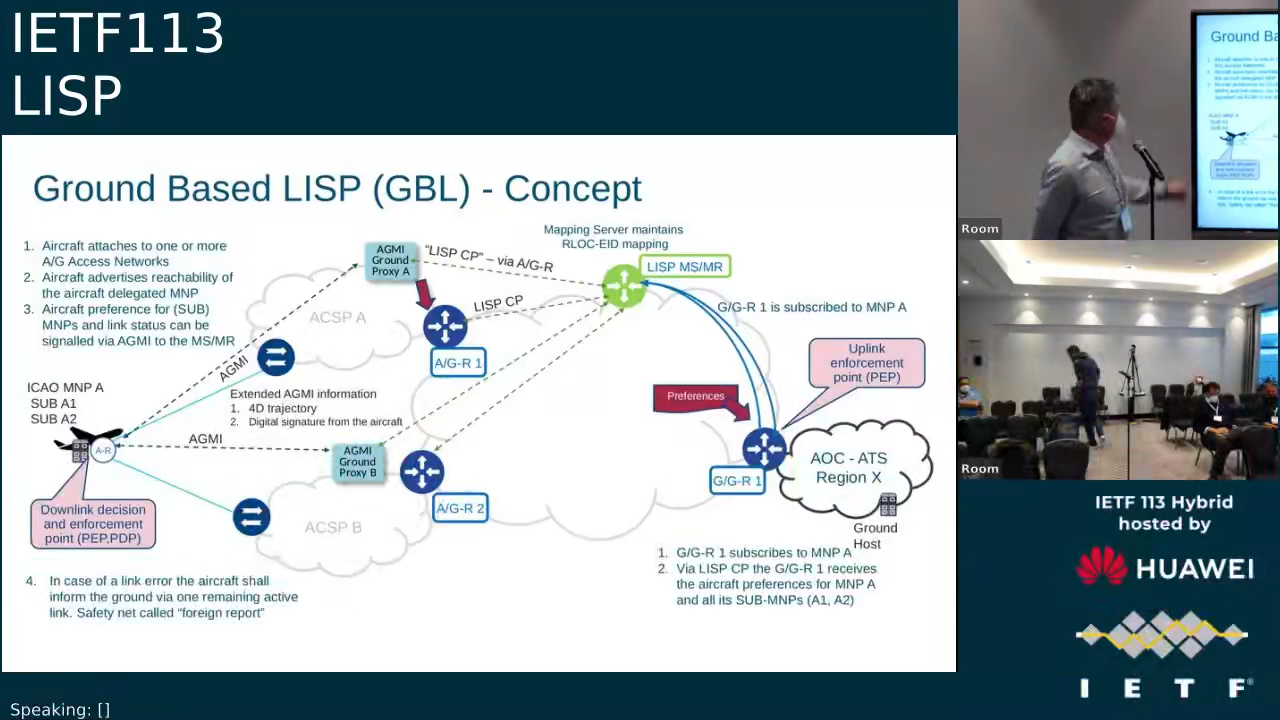 IETF113
LISP
Ground Based LISP (GBL) - Concept
1. Aircraft attaches to one or more
A/G Access Networks
2. Aircraft advertises reachability of
the aircraft delegated MNP
3. Aircraft preference for (SUB)
MNPs and link status can be
signalled via AGMI to the MS/MR
ICAO MNP A
SUB A1
SUB A2
A-R
Downlink decision
and enforcement
point (PEP,PDP)
4. In case of a link error the aircraft shall
inform the ground via one remaining active
link. Safety net called “foreign report”
AGMI
Ground
Proxy A
“LISP CP” – via A/G-R
LISP CP
ACSP A
A/G-R 1
AGMI
Extended AGMI information
1. 4D trajectory
2. Digital signature from the aircraft
AGMI
AGMI
Ground
Proxy B
A/G-R 2
ACSP B
Mapping Server maintains
RLOC-EID mapping
LISP MS/MR
G/G-R 1 is subscribed to MNP A
Uplink
enforcement
point (PEP)
Preferences
G/G-R 1
AOC - ATS
Region X
Ground
Host
1. G/G-R 1 subscribes to MNP A
2. Via LISP CP the G/G-R 1 receives
the aircraft preferences for MNP A
and all its SUB-MNPs (A1, A2)
Speaking: []
Ground Ba
Room
Room
IETF 113 Hybrid
hosted by
HUAWEI
I E T F®